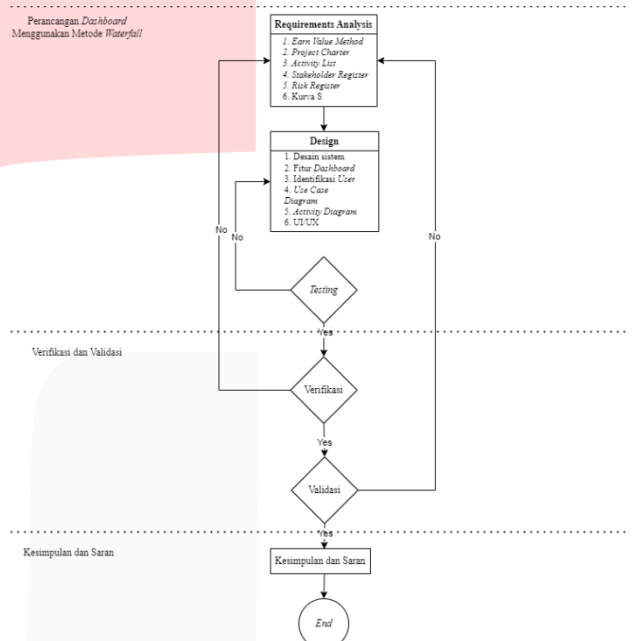 Perancangan Dashboard
Menggunakan Metode Waterfall
Requirements Analysis
1. Earn Value Method
2. Project Charter
3. Activity List
4. Stakeholder Register
5. Risk Register
6. Kurva S
Design
1. Desain sistem
2. Fitur Dashboard
3. Identifikasi User
4. Use Case
Diagram
5. Activity Diagram
6. UI/UX
No
No
No
Testing
Yes
Verifikasi dan Validasi
Verifikasi
Yes
Validasi
Yes
Kesimpulan dan Saran
Kesimpulan dan Saran
End